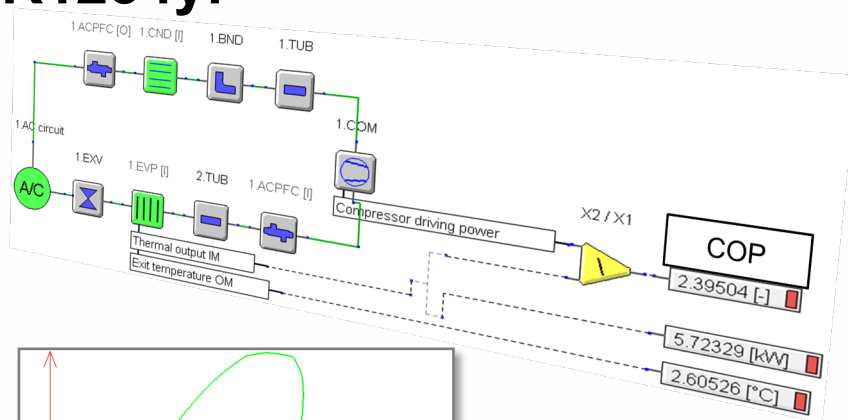 1.ACPFC [O]
1.CND [I]
1.BND
1.TUB
1.AC circuit
1.COM
A/C
1.EXV
1.EVP [I]
2.TUB
1.ACPFC [I]
Compressor driving power
X2 / X1
COP
2.39504 [-]
Thermal output IM
Exit temperature OM
5.72329 [kW]
2.60526 [°C]